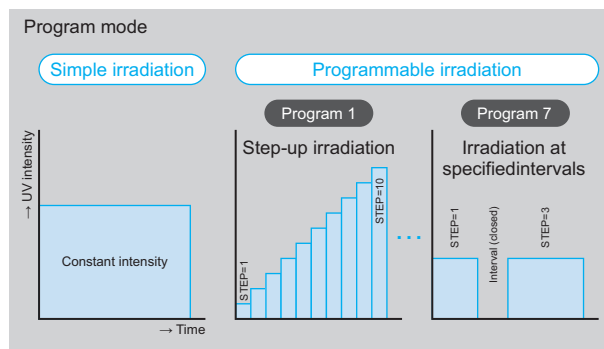 Program mode
Simple irradiation
Programmable irradiation
Program 1
Program 7
Step-up irradiation
Irradiation at
specifiedintervals
→ UV intensity
Constant intensity
→ Time
STEP=1
STEP=10
...
STEP=1
Interval (closed)
STEP=3